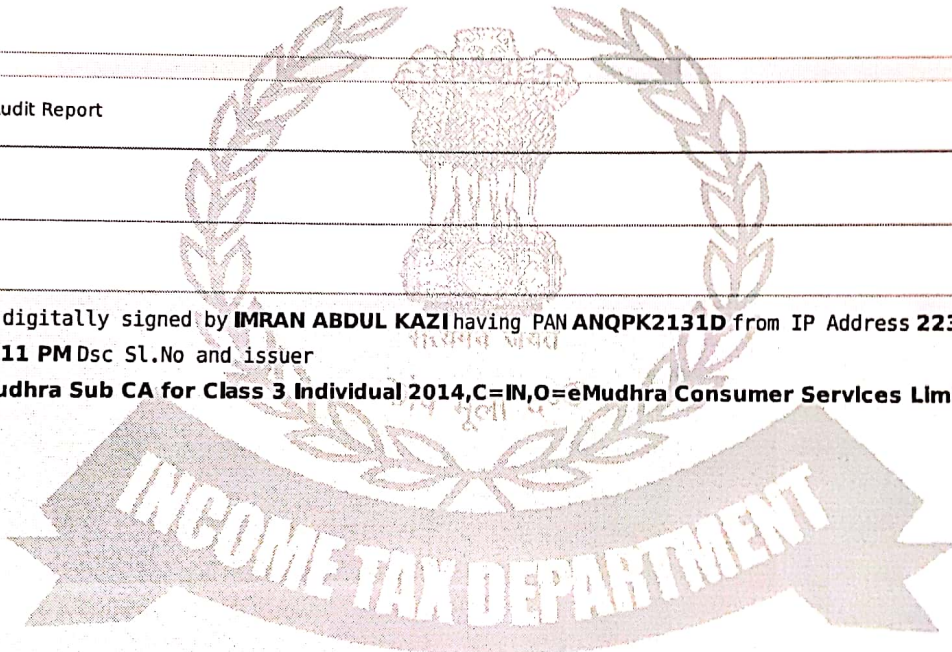 udit Report
digitally signed by IMRAN ABDUL KAZI having PAN ANQPK2131D from IP Address 223
11 PM Dsc Sl.No and issuer
udhra Sub CA for Class 3 Individual 2014,C=IN,O=eMudhra Consumer Services Lim
INCOME TAX DEPARTMENT